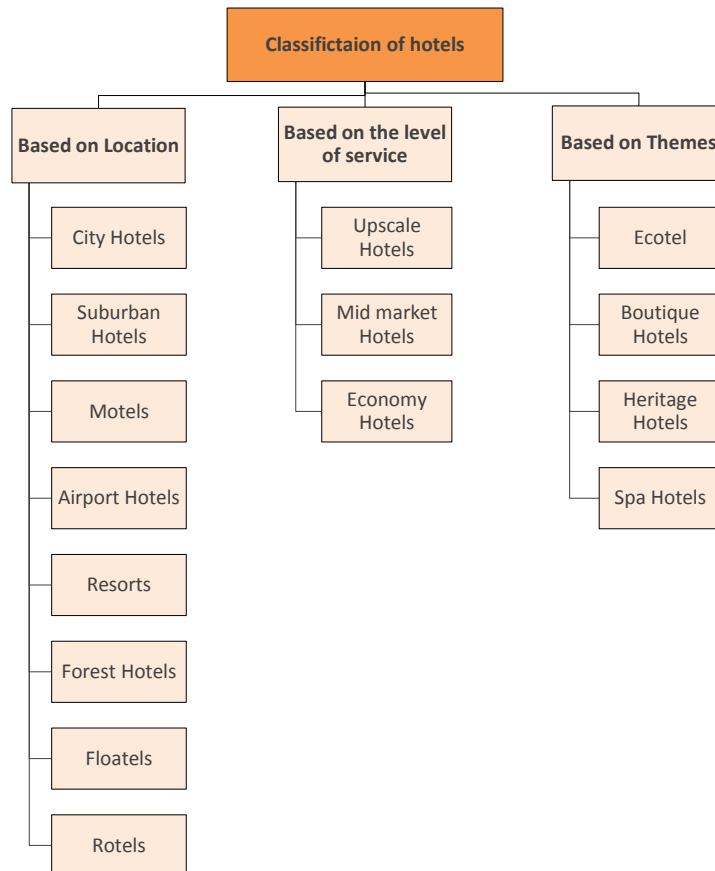 Classifictaion of hotels
Based on Location
Based on the level
of service
Based on Themes
City Hotels
Suburban
Hotels
Motels
Airport Hotels
Resorts
Forest Hotels
Floatels
Rotels
Upscale
Hotels
Mid market
Hotels
Economy
Hotels
Ecotel
Boutique
Hotels
Heritage
Hotels
Spa Hotels